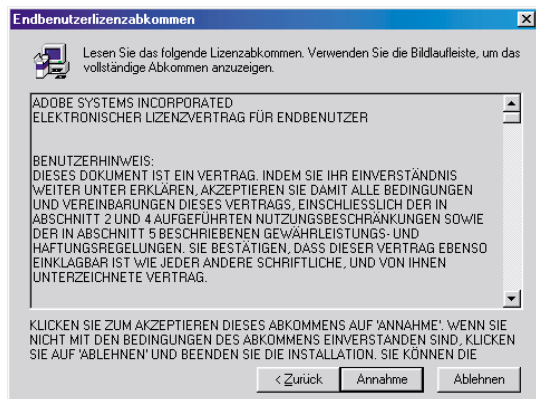 Endbenutzerlizenzabkommen
Lesen Sie das folgende Lizenzabkommen. Verwenden Sie die Bildlaufleiste, um das
vollständige Abkommen anzuzeigen.
ADOBE SYSTEMS INCORPORATED
ELEKTRONISCHER LIZENZVERTRAG FÜR ENDBENUTZER
BENUTZERHINWEIS:
DIESES DOKUMENT IST EIN VERTRAG. INDEM SIE IHR EINVERSTÄNDNIS
WEITER UNTER ERKLÄREN, AKZEPTIEREN SIE DAMIT ALLE BEDINGUNGEN
UND VEREINBARUNGEN DIESES VERTRAGS, EINSCHLIESSLICH DER IN
ABSCHNITT 2 UND 4 AUFGEFÜHRTEN NUTZUNGSBESCHRÄNKUNGEN SOWIE
DER IN ABSCHNITT 5 BESCHRIEBENEN GEWÄHRLEISTUNGS- UND
HAFTUNGSREGELUNGEN. SIE BESTÄTIGEN, DASS DIESER VERTRAG EBENSO
EINKLAGBAR IST WIE JEDER ANDERE SCHRIFTLICHE, UND VON IHNEN
UNTERZEICHNETE VERTRAG.
KLICKEN SIE ZUM AKZEPTIEREN DIESES ABKOMMENS AUF 'ANNAHME'. WENN SIE
NICHT MIT DEN BEDINGUNGEN DES ABKOMMENS EINVERSTANDEN SIND, KLICKEN
SIE AUF 'ABLEHNEN' UND BEENDEN SIE DIE INSTALLATION. SIE KÖNNEN DIE
< Zurück Annahme Ablehnen